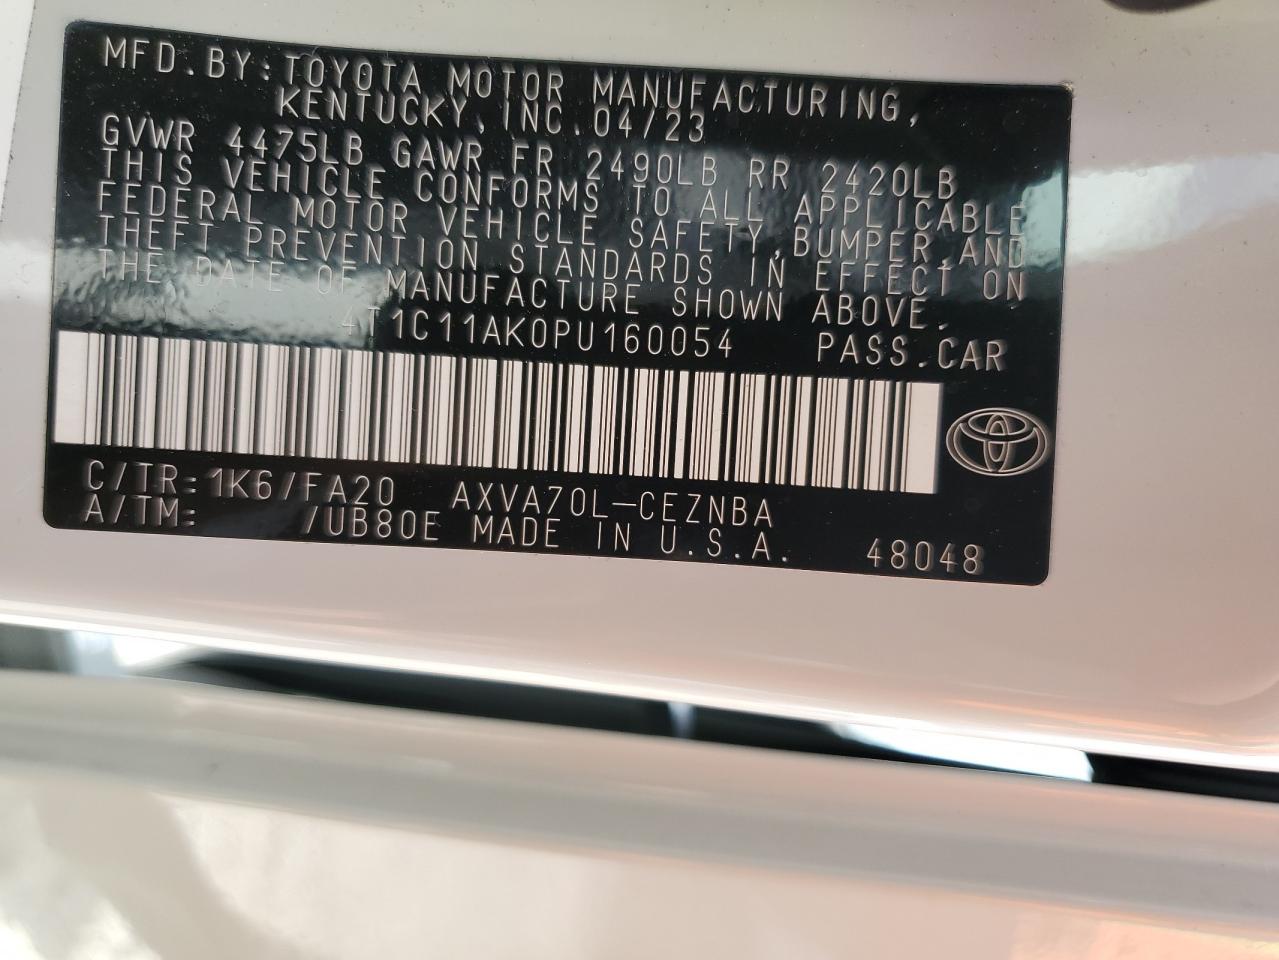 MFD.BY:TOYOTA MOTOR MANUFACTURING,
KENTUCKY,INC.04/23
GVWR 4475LB GAWR FR 2490LB RR 2420LB
THIS VEHICLE CONFORMS TO ALL APPLICABLE
FEDERAL MOTOR VEHICLE SAFETY,BUMPER,AND
THEFT PREVENTION STANDARDS IN EFFECT ON
THE DATE OF MANUFACTURE SHOWN ABOVE.
4T1C11AK0PU160054 PASS.CAR
C/TR:1K6/FA20 AXVA70L-CEZNBA
A/TM: /UB80E MADE IN U.S.A. 48048